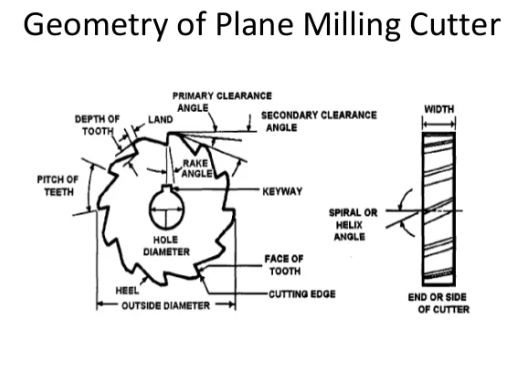 Geometry of Plane Milling Cutter
PRIMARY CLEARANCE
ANGLE
DEPTH OF
TOOTH
LAND
SECONDARY CLEARANCE
ANGLE
WIDTH
RAKE
ANGLE
PITCH OF
TEETH
KEYWAY
SPIRAL OR
HELIX
ANGLE
HOLE
DIAMETER
FACE OF
TOOTH
HEEL
CUTTING EDGE
OUTSIDE DIAMETER
END OR SIDE
OF CUTTER